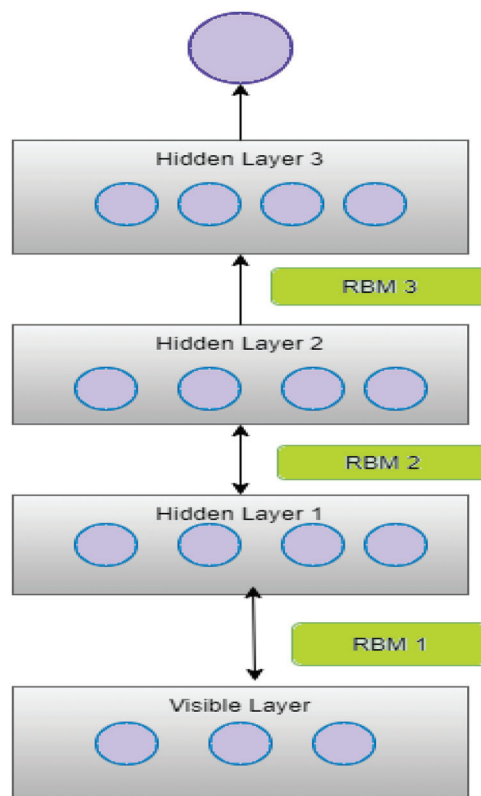 Hidden Layer 3
RBM 3
Hidden Layer 2
RBM 2
Hidden Layer 1
RBM 1
Visible Layer